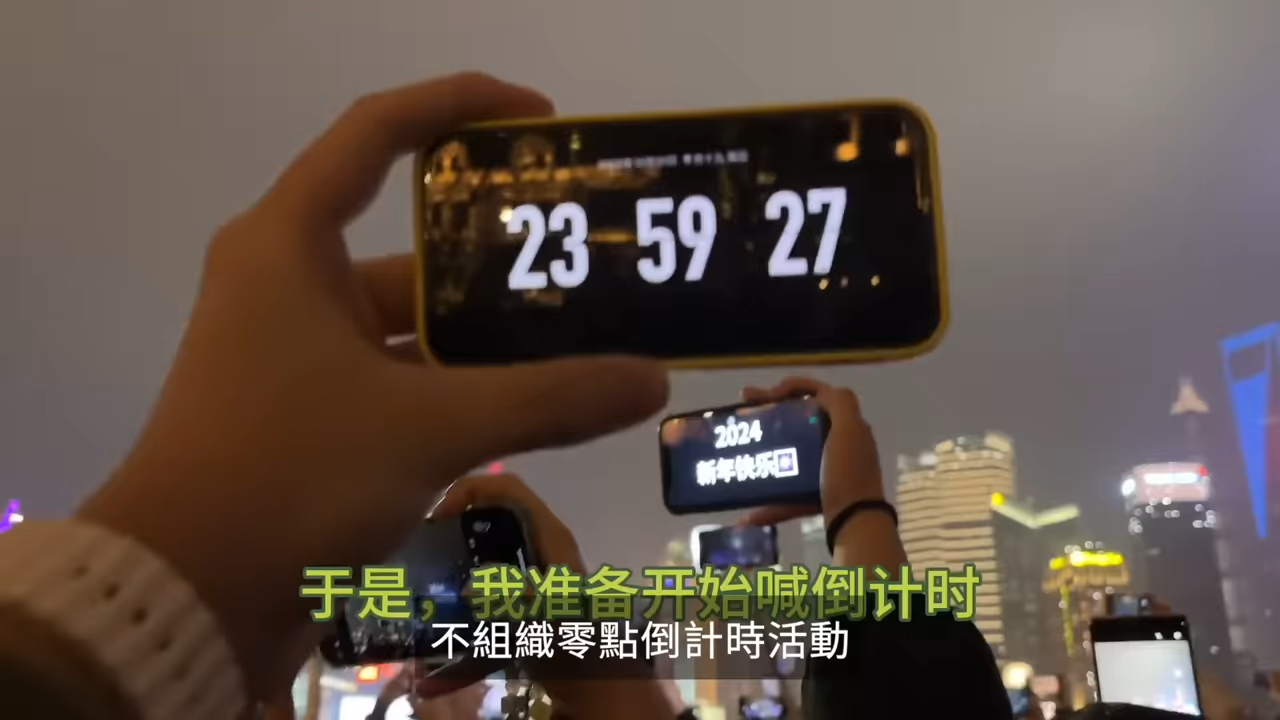 23 59 27
2024
新年快乐
于是，我准备开始喊倒计时
不組織零點倒計時活動